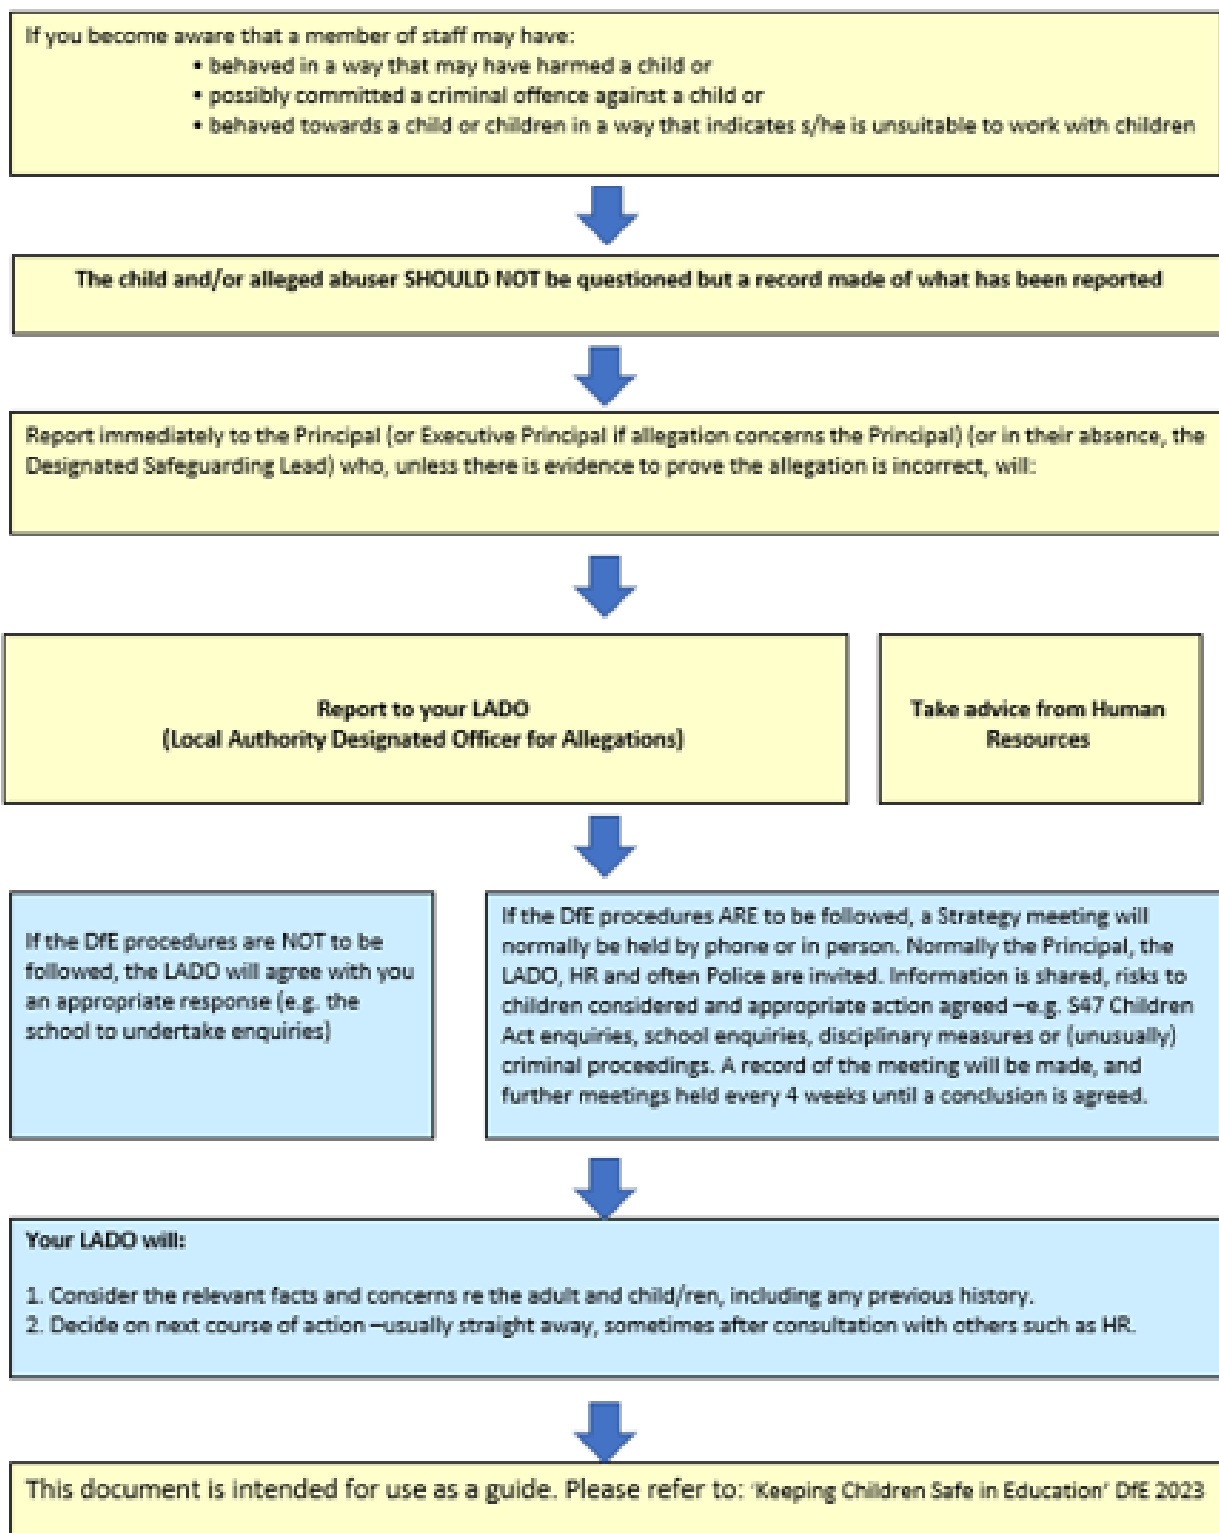 If you become aware that a member of staff may have:
• behaved in a way that may have harmed a child or
• possibly committed a criminal offence against a child or
• behaved towards a child or children in a way that indicates s/he is unsuitable to work with children
The child and/or alleged abuser SHOULD NOT be questioned but a record made of what has been reported
Report immediately to the Principal (or Executive Principal if allegation concerns the Principal) (or in their absence, the
Designated Safeguarding Lead) who, unless there is evidence to prove the allegation is incorrect, will:
Report to your LADO
(Local Authority Designated Officer for Allegations)
Take advice from Human
Resources
If the DfE procedures are NOT to be
followed, the LADO will agree with you
an appropriate response (e.g. the
school to undertake enquiries)
If the DfE procedures ARE to be followed, a Strategy meeting will
normally be held by phone or in person. Normally the Principal, the
LADO, HR and often Police are invited. Information is shared, risks to
children considered and appropriate action agreed –e.g. S47 Children
Act enquiries, school enquiries, disciplinary measures or (unusually)
criminal proceedings. A record of the meeting will be made, and
further meetings held every 4 weeks until a conclusion is agreed.
Your LADO will:
1. Consider the relevant facts and concerns re the adult and child/ren, including any previous history.
2. Decide on next course of action –usually straight away, sometimes after consultation with others such as HR.
This document is intended for use as a guide. Please refer to: 'Keeping Children Safe in Education' DfE 2023